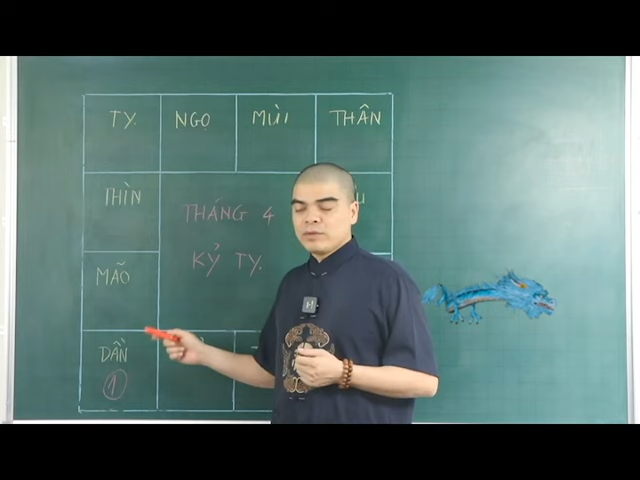 TỴ.
NGỌ
MÙI
THÂN
THÌN
THÁNG 4
KỶ TỴ.
MÃO
DẦN
1